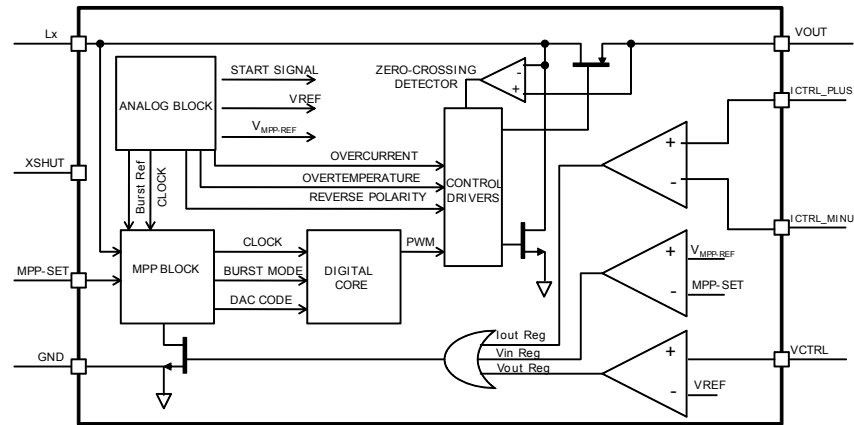 Lx
VOUT
START SIGNAL
ZERO-CROSSING
DETECTOR
-
+
ANALOG BLOCK
VREF
VMPP-REF
ICTRL_PLUS
XSHUT
Burst Ref
CLOCK
OVERCURRENT
OVERTEMPERATURE
REVERSE POLARITY
CONTROL
DRIVERS
+
-
ICTRL_MINU
MPP-SET
MPP BLOCK
CLOCK
BURST MODE
DAC CODE
DIGITAL
CORE
PWM
+
VMPP-REF
-
MPP-SET
GND
Iout Reg
Vin Reg
Vout Reg
+
-
VREF
VCTRL